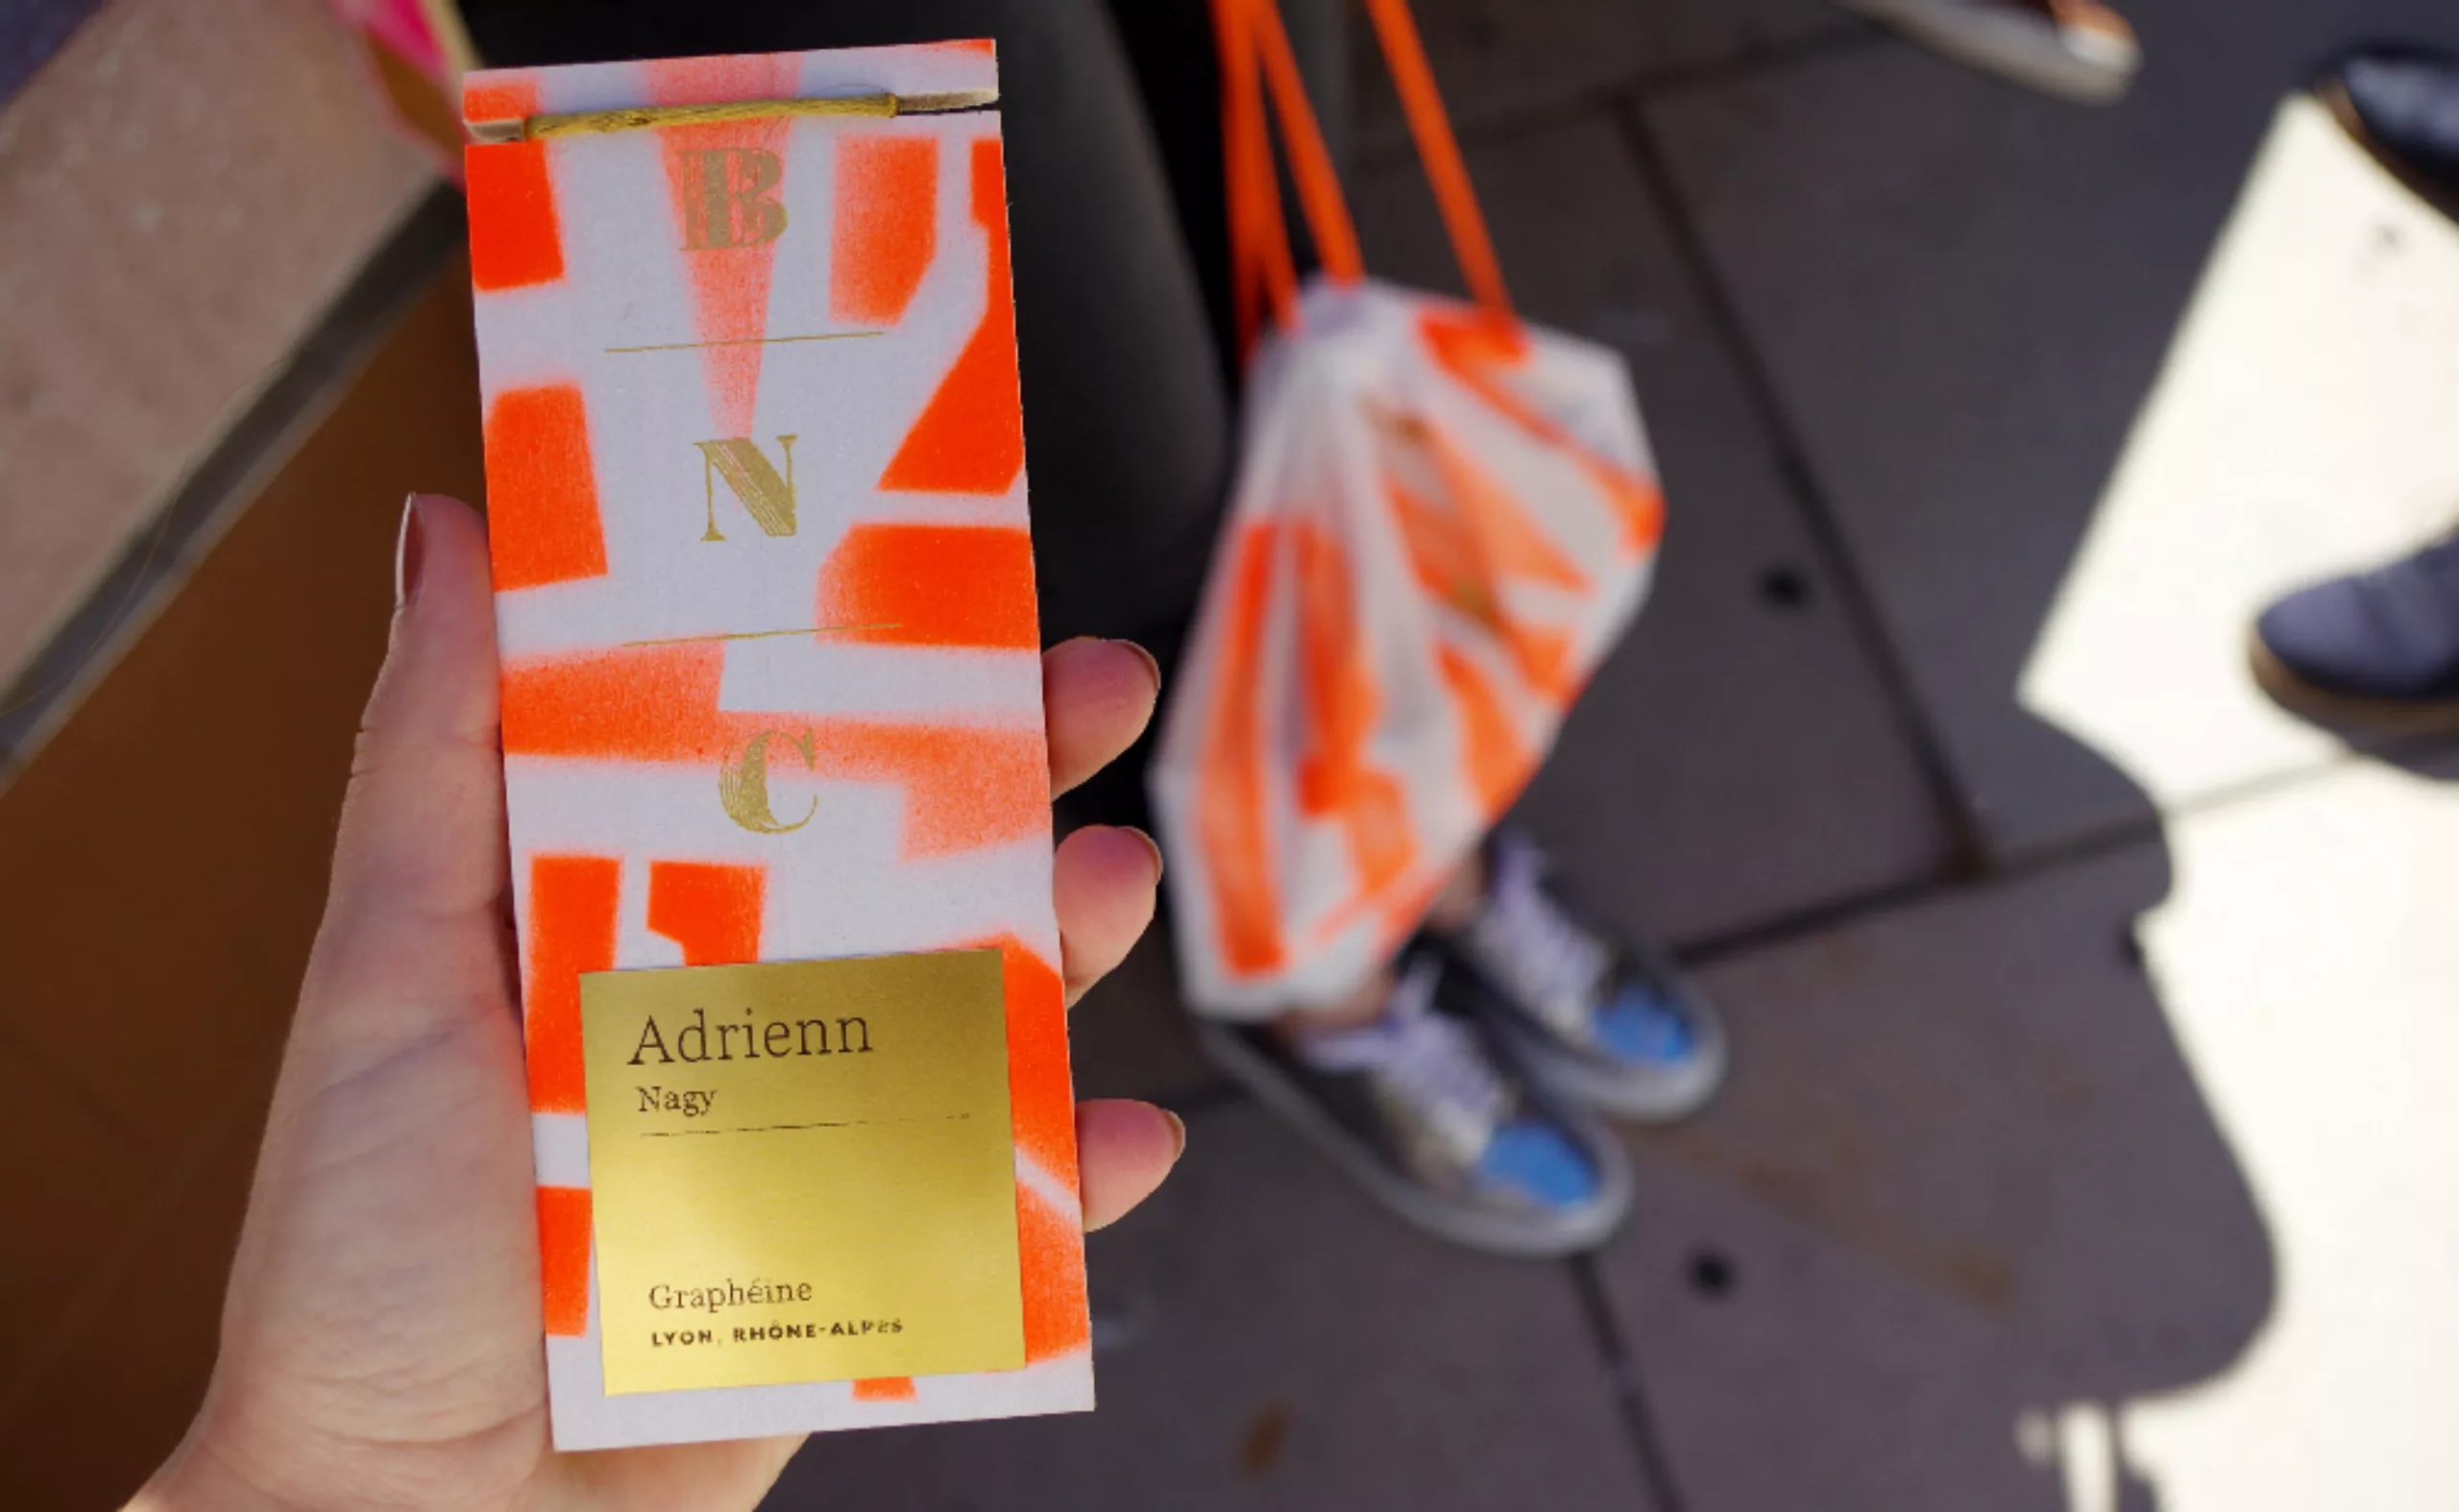 B
N
C
Adrienn
Nagy
Graphéine
LYON, RHÔNE-ALPES